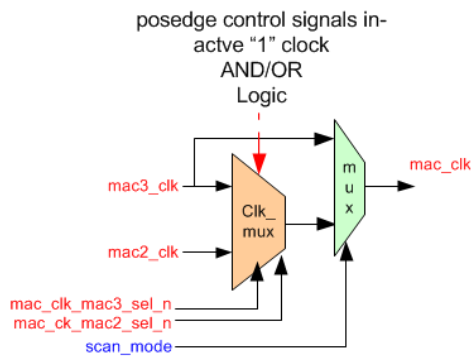 posedge control signals in-
actve “1” clock
AND/OR
Logic
mac_clk
m
u
x
mac3_clk
Clk_
mux
mac2_clk
mac_clk_mac3_sel_n
mac_ck_mac2_sel_n
scan_mode